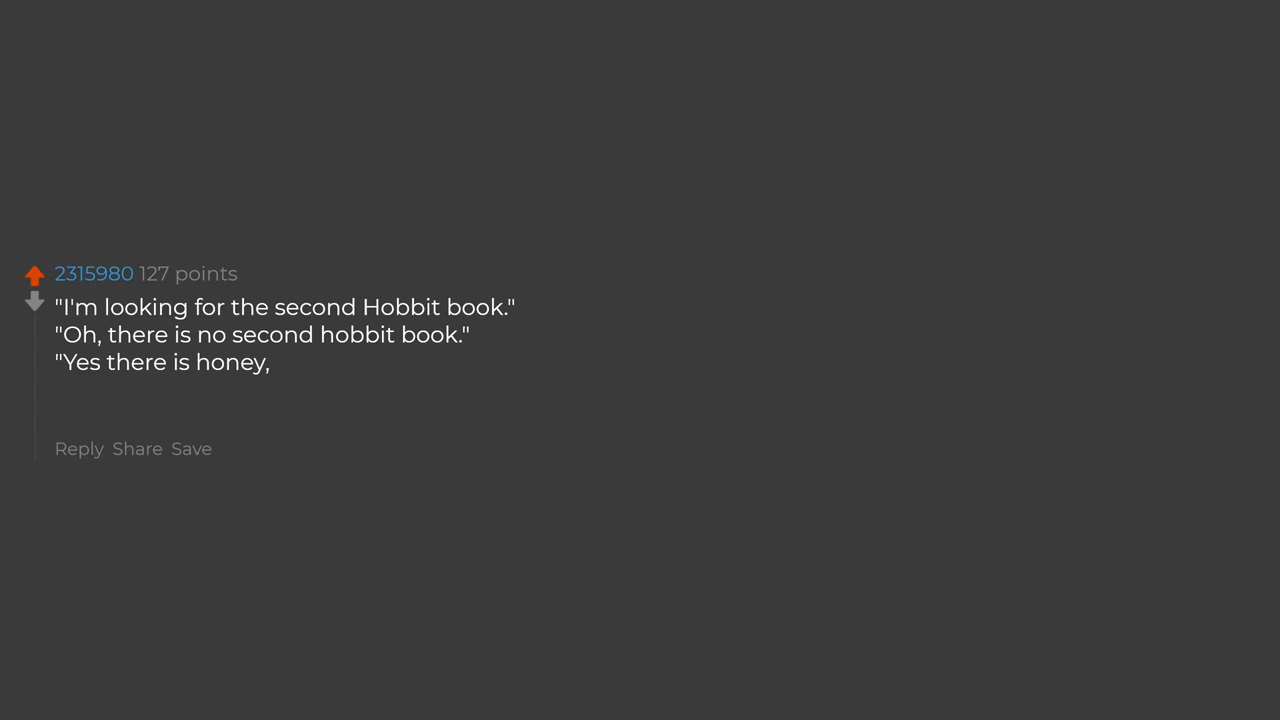 2315980 127 points
"I'm looking for the second Hobbit book."
"Oh, there is no second hobbit book."
"Yes there is honey,
Reply Share Save